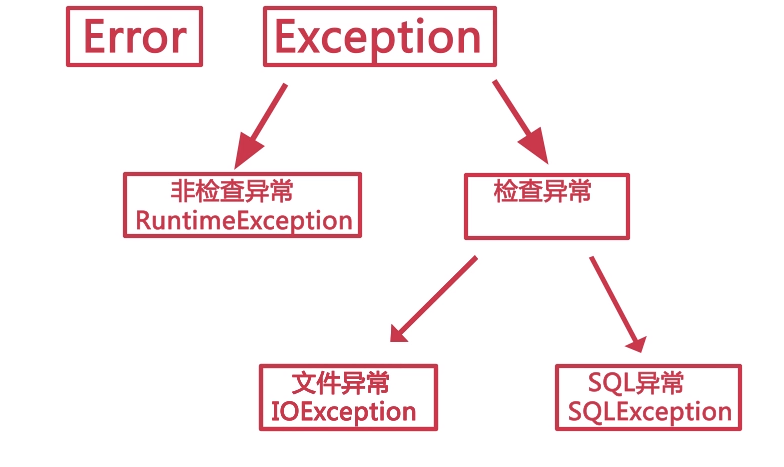 Error
Exception
非检查异常
RuntimeException
检查异常
文件异常
IOException
SQL异常
SQLException